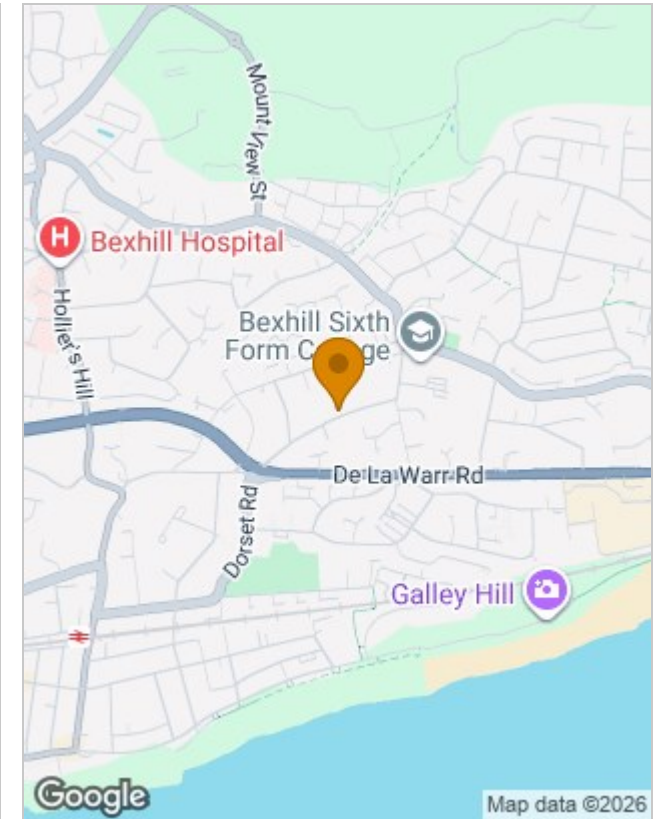 Mount View St
H
Bexhill Hospital
Hollier's Hill
Bexhill Sixth
Form
De La Warr Rd
Dorset Rd
Galley Hill
Google
Map data ©2026